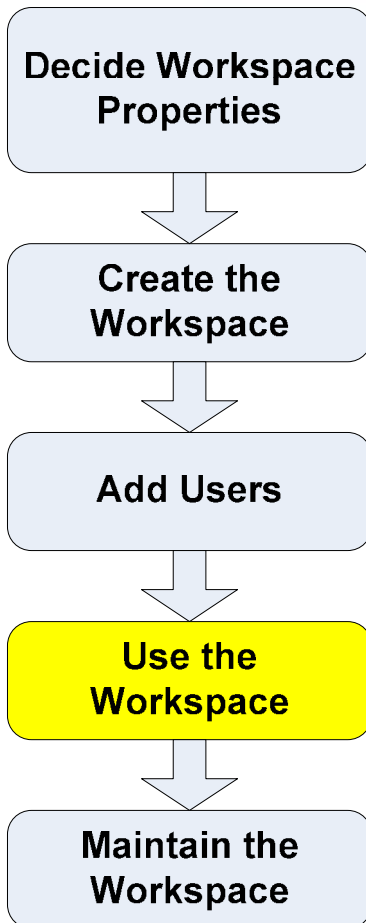 Decide Workspace
Properties
Create the
Workspace
Add Users
Use the
Workspace
Maintain the
Workspace